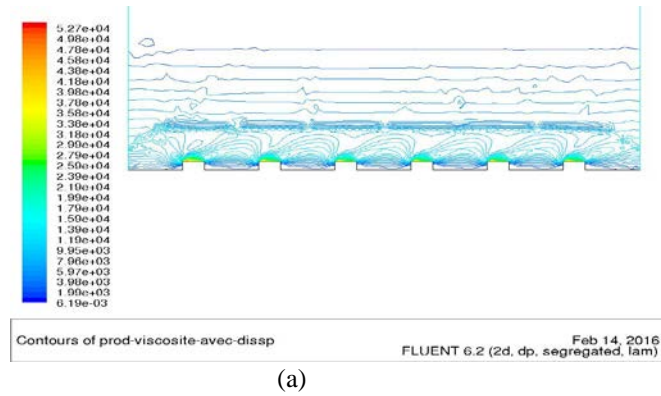 5.27e+04
4.98e+04
4.78e+04
4.58e+04
4.38e+04
4.18e+04
3.98e+04
3.78e+04
3.58e+04
3.38e+04
3.18e+04
2.99e+04
2.79e+04
2.59e+04
2.39e+04
2.19e+04
1.99e+04
1.79e+04
1.59e+04
1.39e+04
1.19e+04
9.95e+03
7.96e+03
5.97e+03
3.98e+03
1.99e+03
6.19e-03
Contours of prod-viscosite-avec-dissp
Feb 14, 2016
FLUENT 6.2 (2d, dp, segregated, lam)
(a)